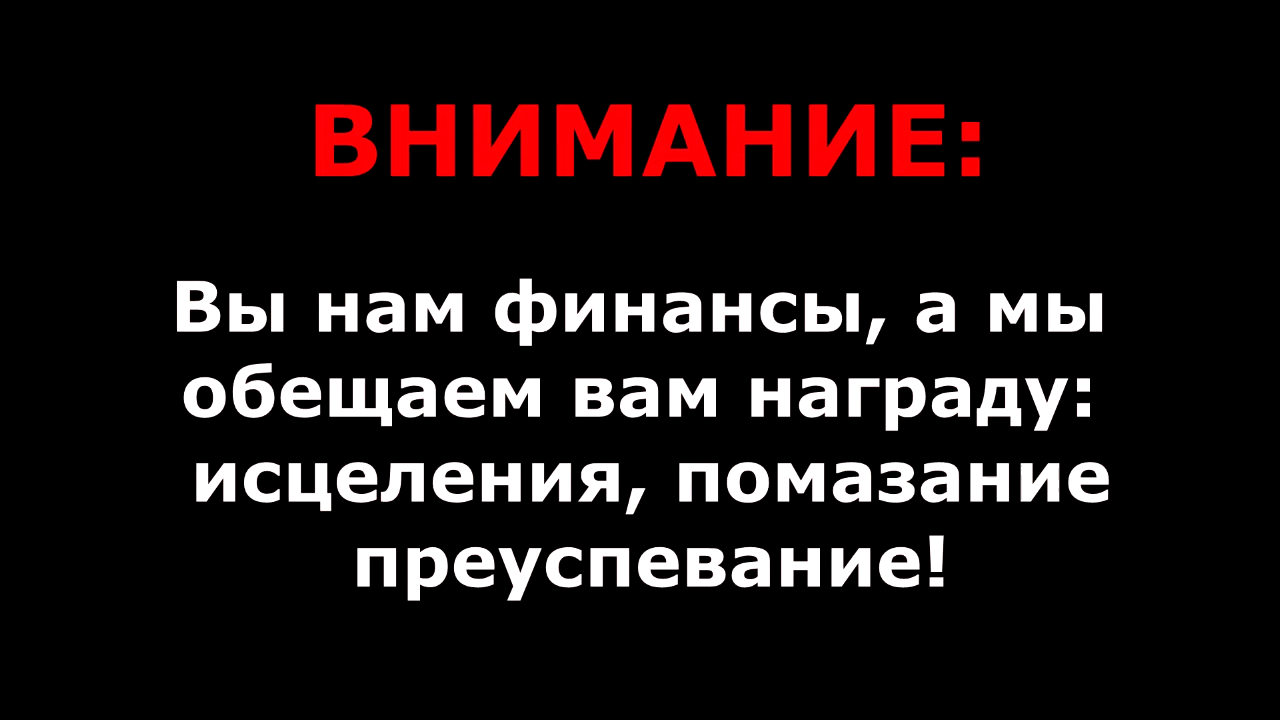 ВНИМАНИЕ:
Вы нам финансы, а мы
обещаем вам награду:
исцеления, помазание
преуспевание!